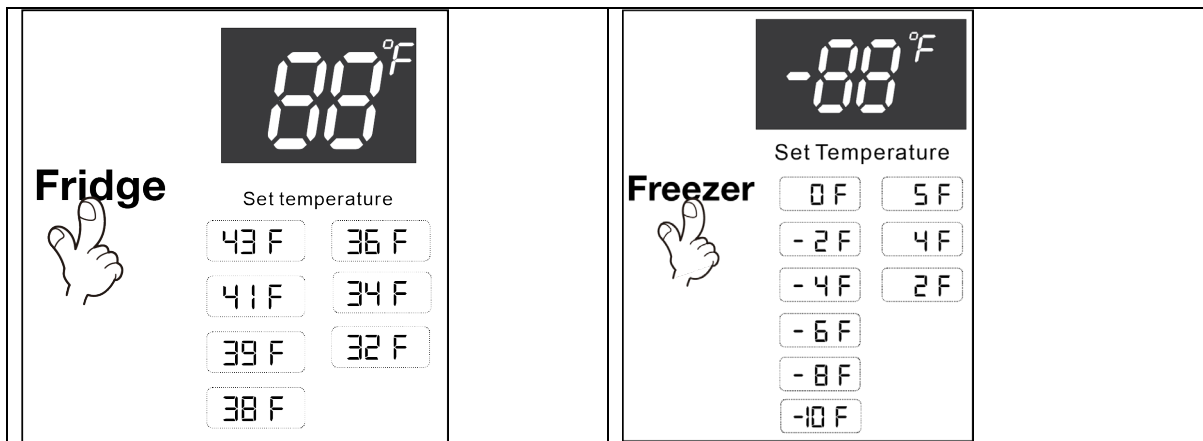 88°F
Fridge
Set temperature
43 F 36 F
41 F 34 F
39 F 32 F
38 F
-88°F
Set Temperature
Freezer
0 F 5 F
- 2 F 4 F
- 4 F 2 F
- 6 F
- 8 F
-10 F